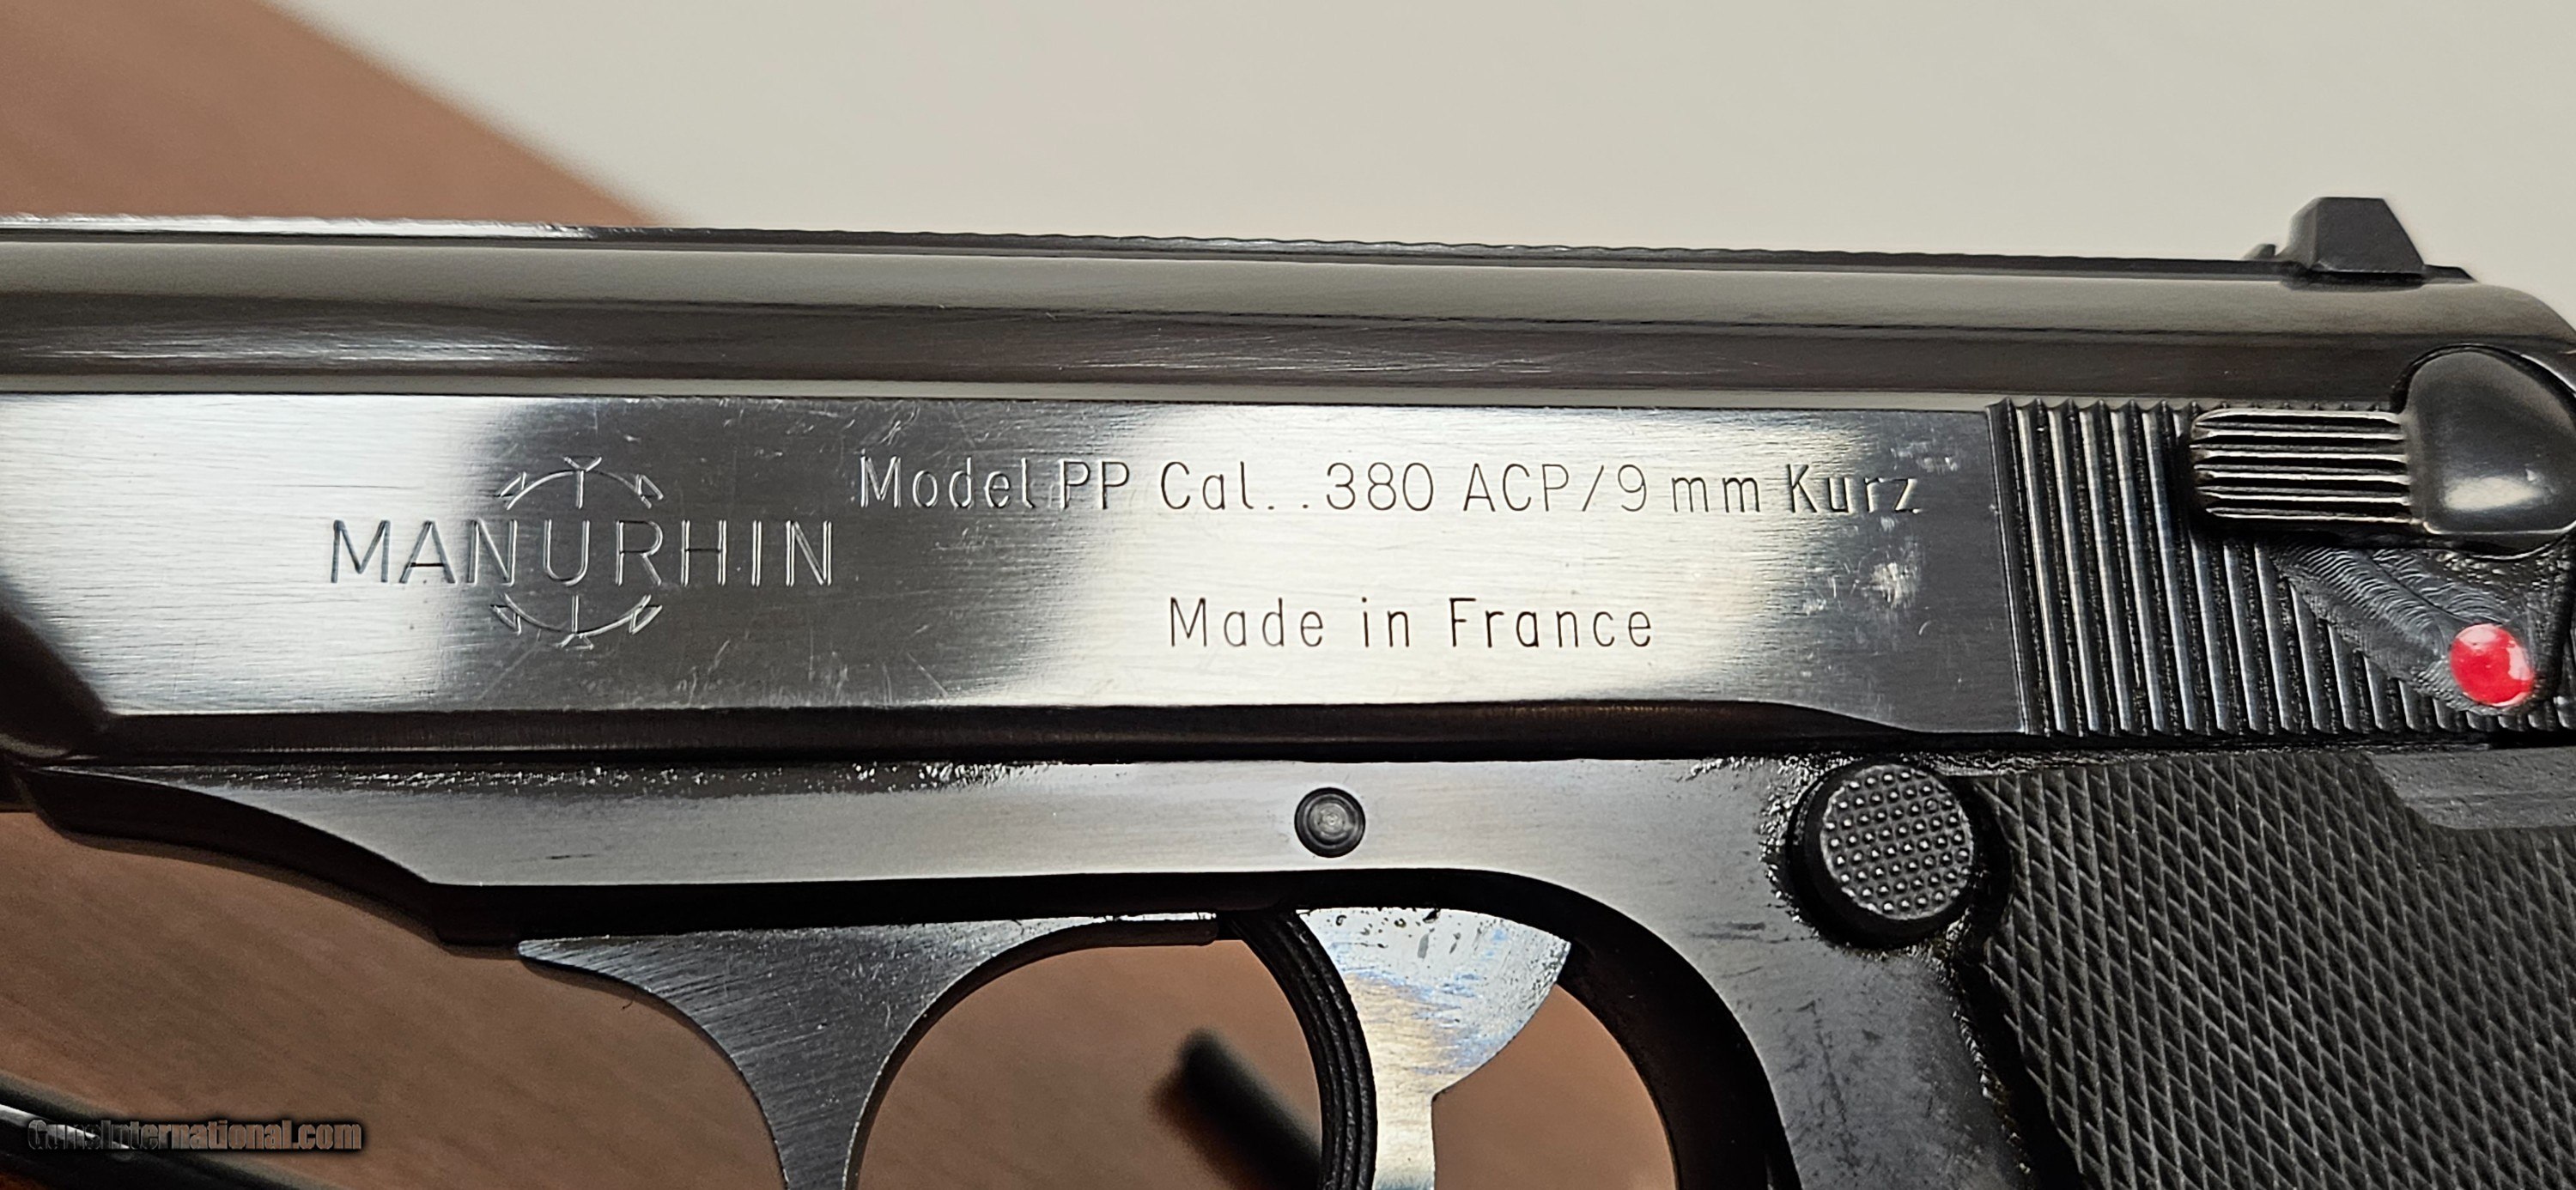 Model PP Cal. .380 ACP/9 mm Kurz
MANURHIN
Made in France
GunsInternational.com